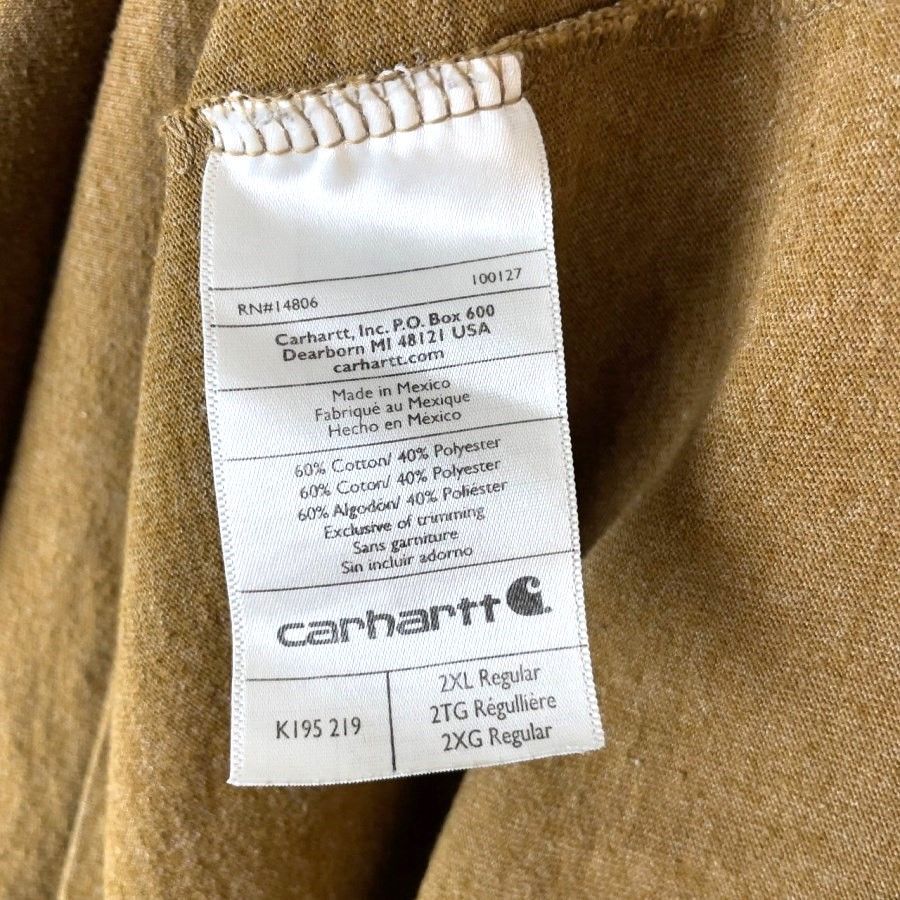 RN#14806 100127
Carhartt, Inc. P.O. Box 600
Dearborn MI 48121 USA
carhartt.com
Made in Mexico
Fabriqué au Mexique
Hecho en México
60% Cotton/ 40% Polyester
60% Coton/ 40% Polyester
60% Algodón/ 40% Poliéster
Exclusive of trimming
Sans garniture
Sin incluir adorno
carhartt
K195 219
2XL Regular
2TG Régullière
2XG Regular